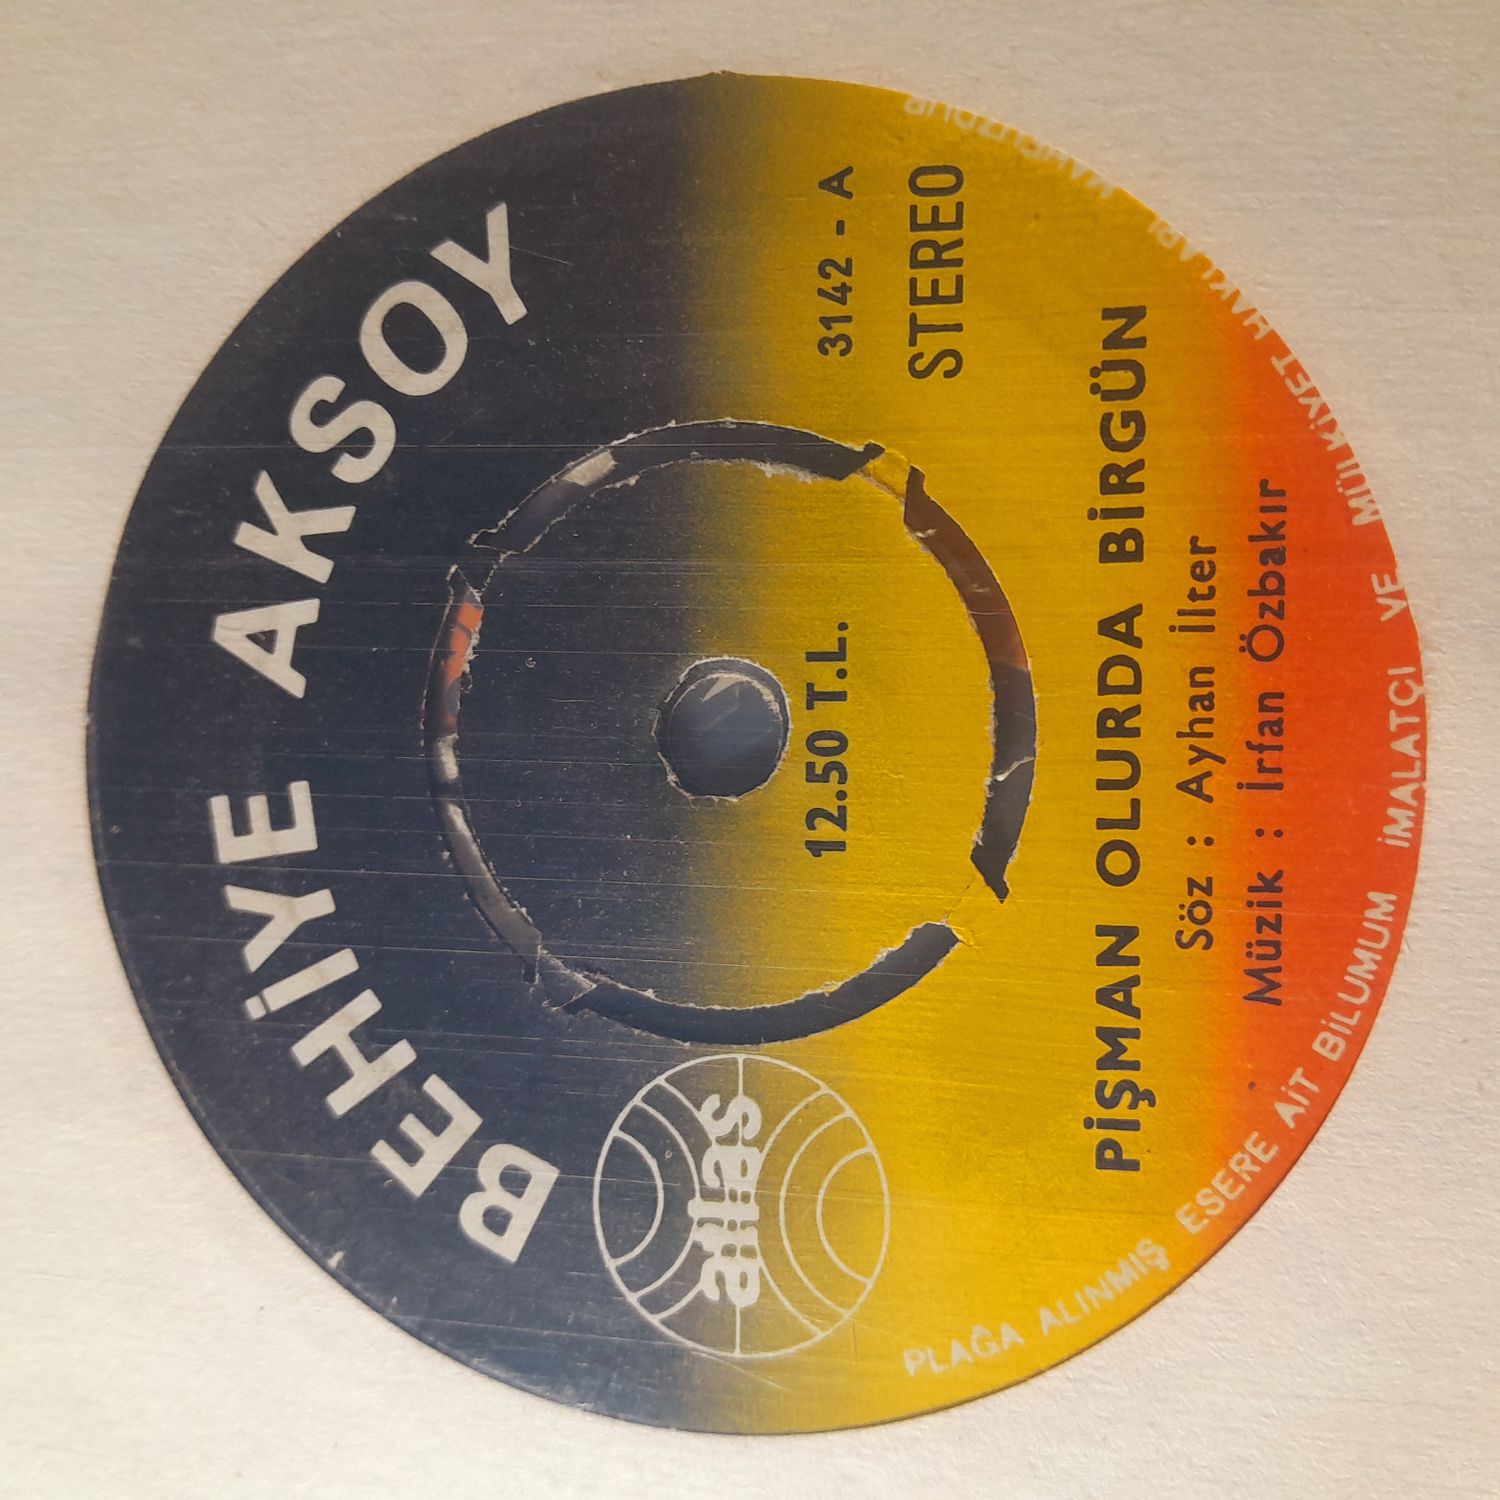 BEHİYE AKSOY
3142 - A
STEREO
12.50 T.L.
PİŞMAN OLURDA BİRGÜN
Söz : Ayhan İlter
Müzik : İrfan Özbakır
PLAĞA ALINMIŞ ESERE AİT BİLUMUM İMALATÇI VE MÜLKİYET HAKLARI MAHFUZDUR